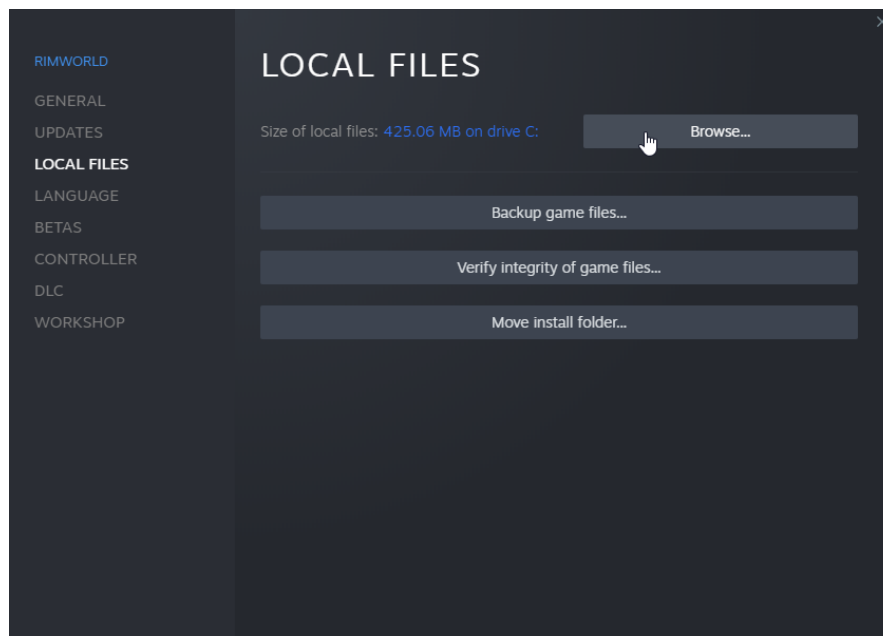 RIMWORLD
GENERAL
UPDATES
LOCAL FILES
LANGUAGE
BETAS
CONTROLLER
DLC
WORKSHOP
LOCAL FILES
Size of local files: 425.06 MB on drive C:
Browse...
Backup game files...
Verify integrity of game files...
Move install folder...